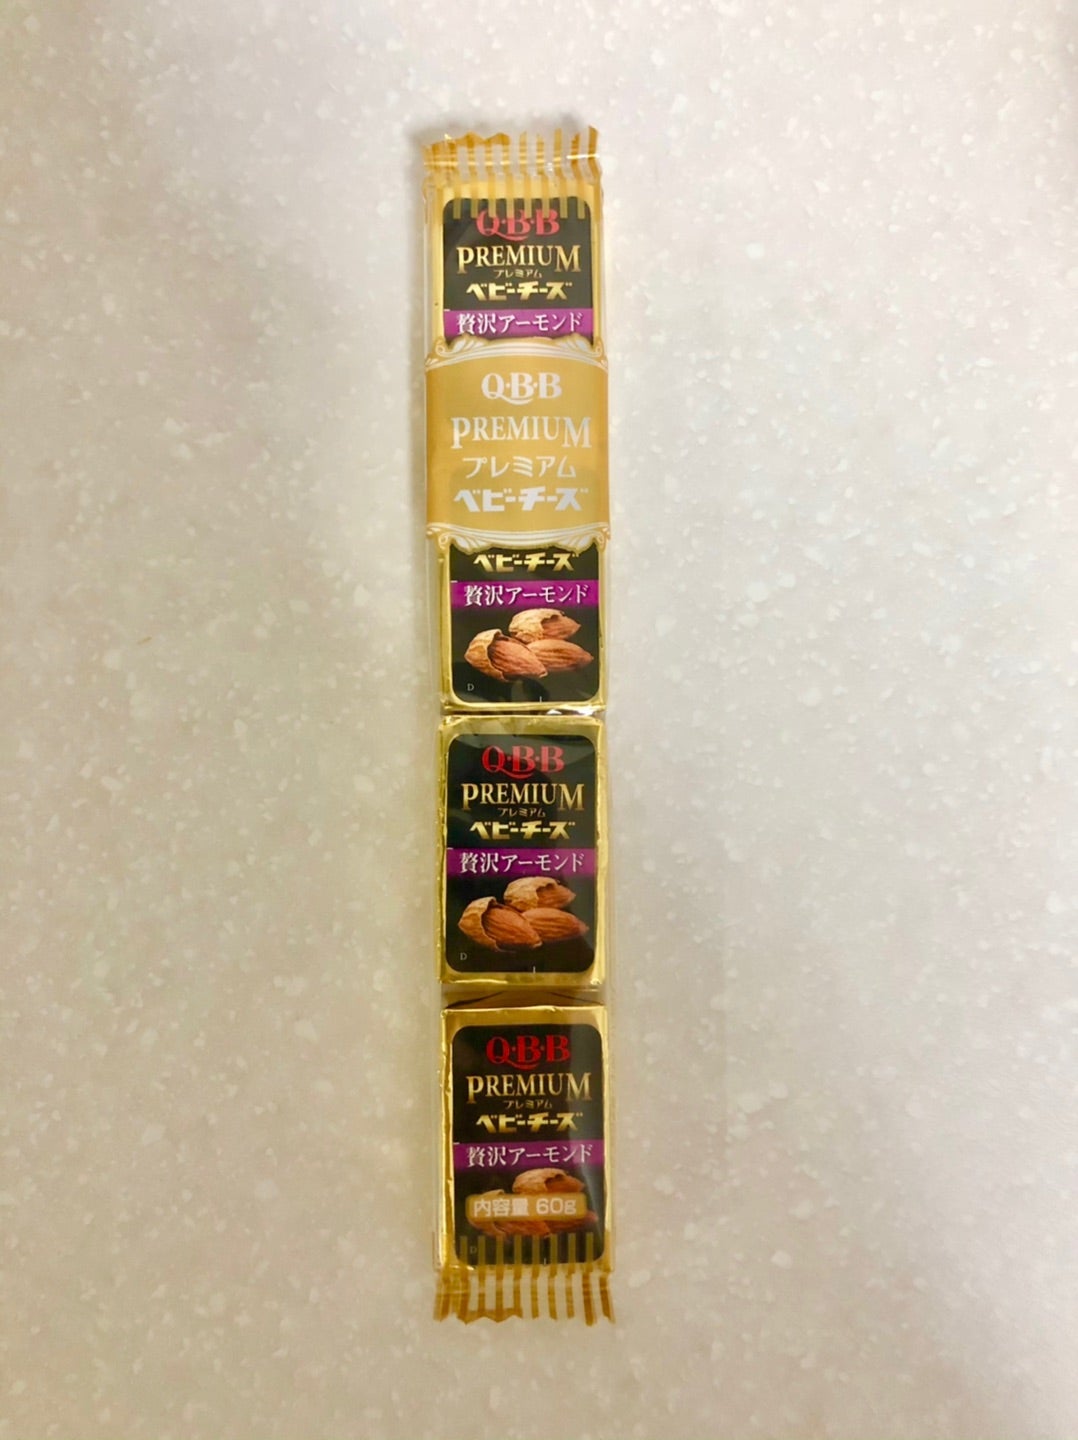 Q·B·B
PREMIUM
プレミアム
ベビーチーズ
贅沢アーモンド
Q·B·B
PREMIUM
プレミアム
ベビーチーズ
ベビーチーズ
贅沢アーモンド
D
Q·B·B
PREMIUM
プレミアム
ベビーチーズ
贅沢アーモンド
D
Q·B·B
PREMIUM
プレミアム
ベビーチーズ
贅沢アーモンド
内容量 60g
D